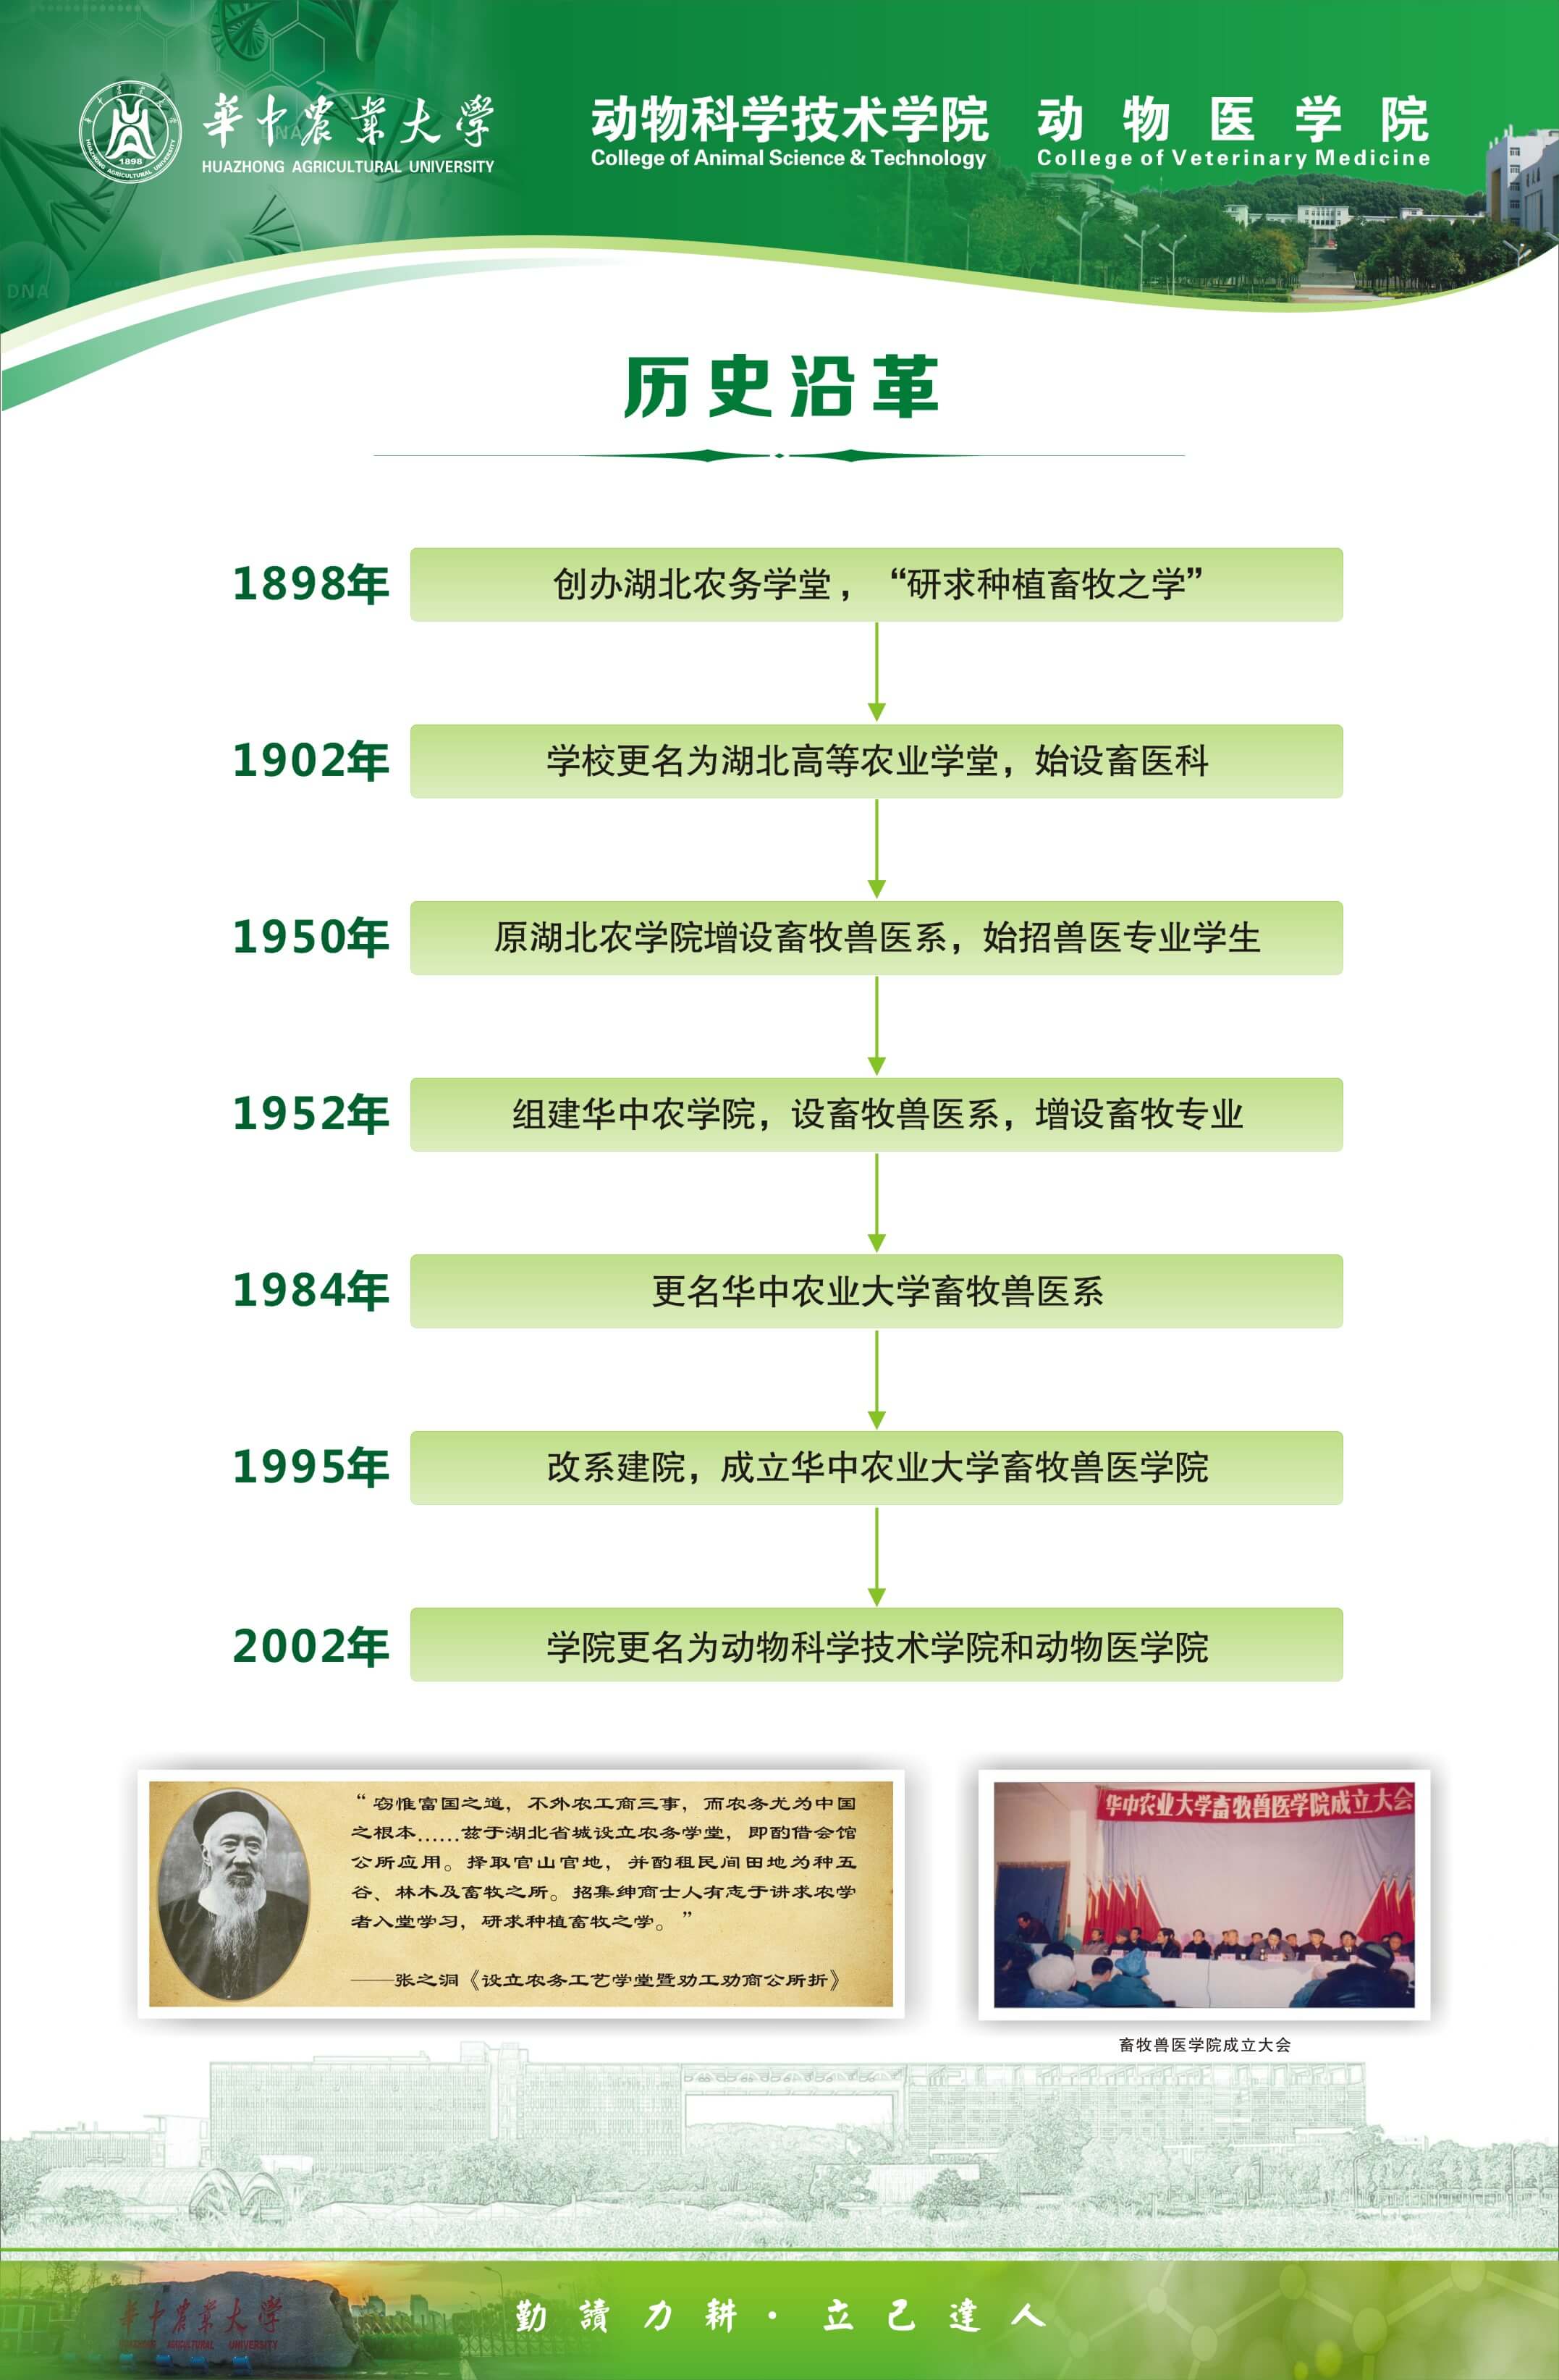 華中农业大学
HUAZHONG AGRICULTURAL UNIVERSITY
1898
HUAZHONG AGRICULTURAL UNIVERSITY
动物科学技术学院
College of Animal Science & Technology
动物医学院
College of Veterinary Medicine
DNA
DNA
历史沿革
1898年
创办湖北农务学堂，“研求种植畜牧之学”
1902年
学校更名为湖北高等农业学堂，始设畜医科
1950年
原湖北农学院增设畜牧兽医系，始招兽医专业学生
1952年
组建华中农学院，设畜牧兽医系，增设畜牧专业
1984年
更名华中农业大学畜牧兽医系
1995年
改系建院，成立华中农业大学畜牧兽医学院
2002年
学院更名为动物科学技术学院和动物医学院
“窃惟富国之道，不外农工商三事，而农务尤为中国
之根本……兹于湖北省城设立农务学堂，即酌借会馆
公所应用。择取官山官地，并酌租民间田地为种五
谷、林木及畜牧之所。招集绅商士人有志于讲求农学
者入堂学习，研求种植畜牧之学。”
——张之洞《设立农务工艺学堂暨劝工劝商公所折》
华中农业大学畜牧兽医学院成立大会
畜牧兽医学院成立大会
華中農業大學
HUAZHONG AGRICULTURAL UNIVERSITY
勤讀力耕·立己達人